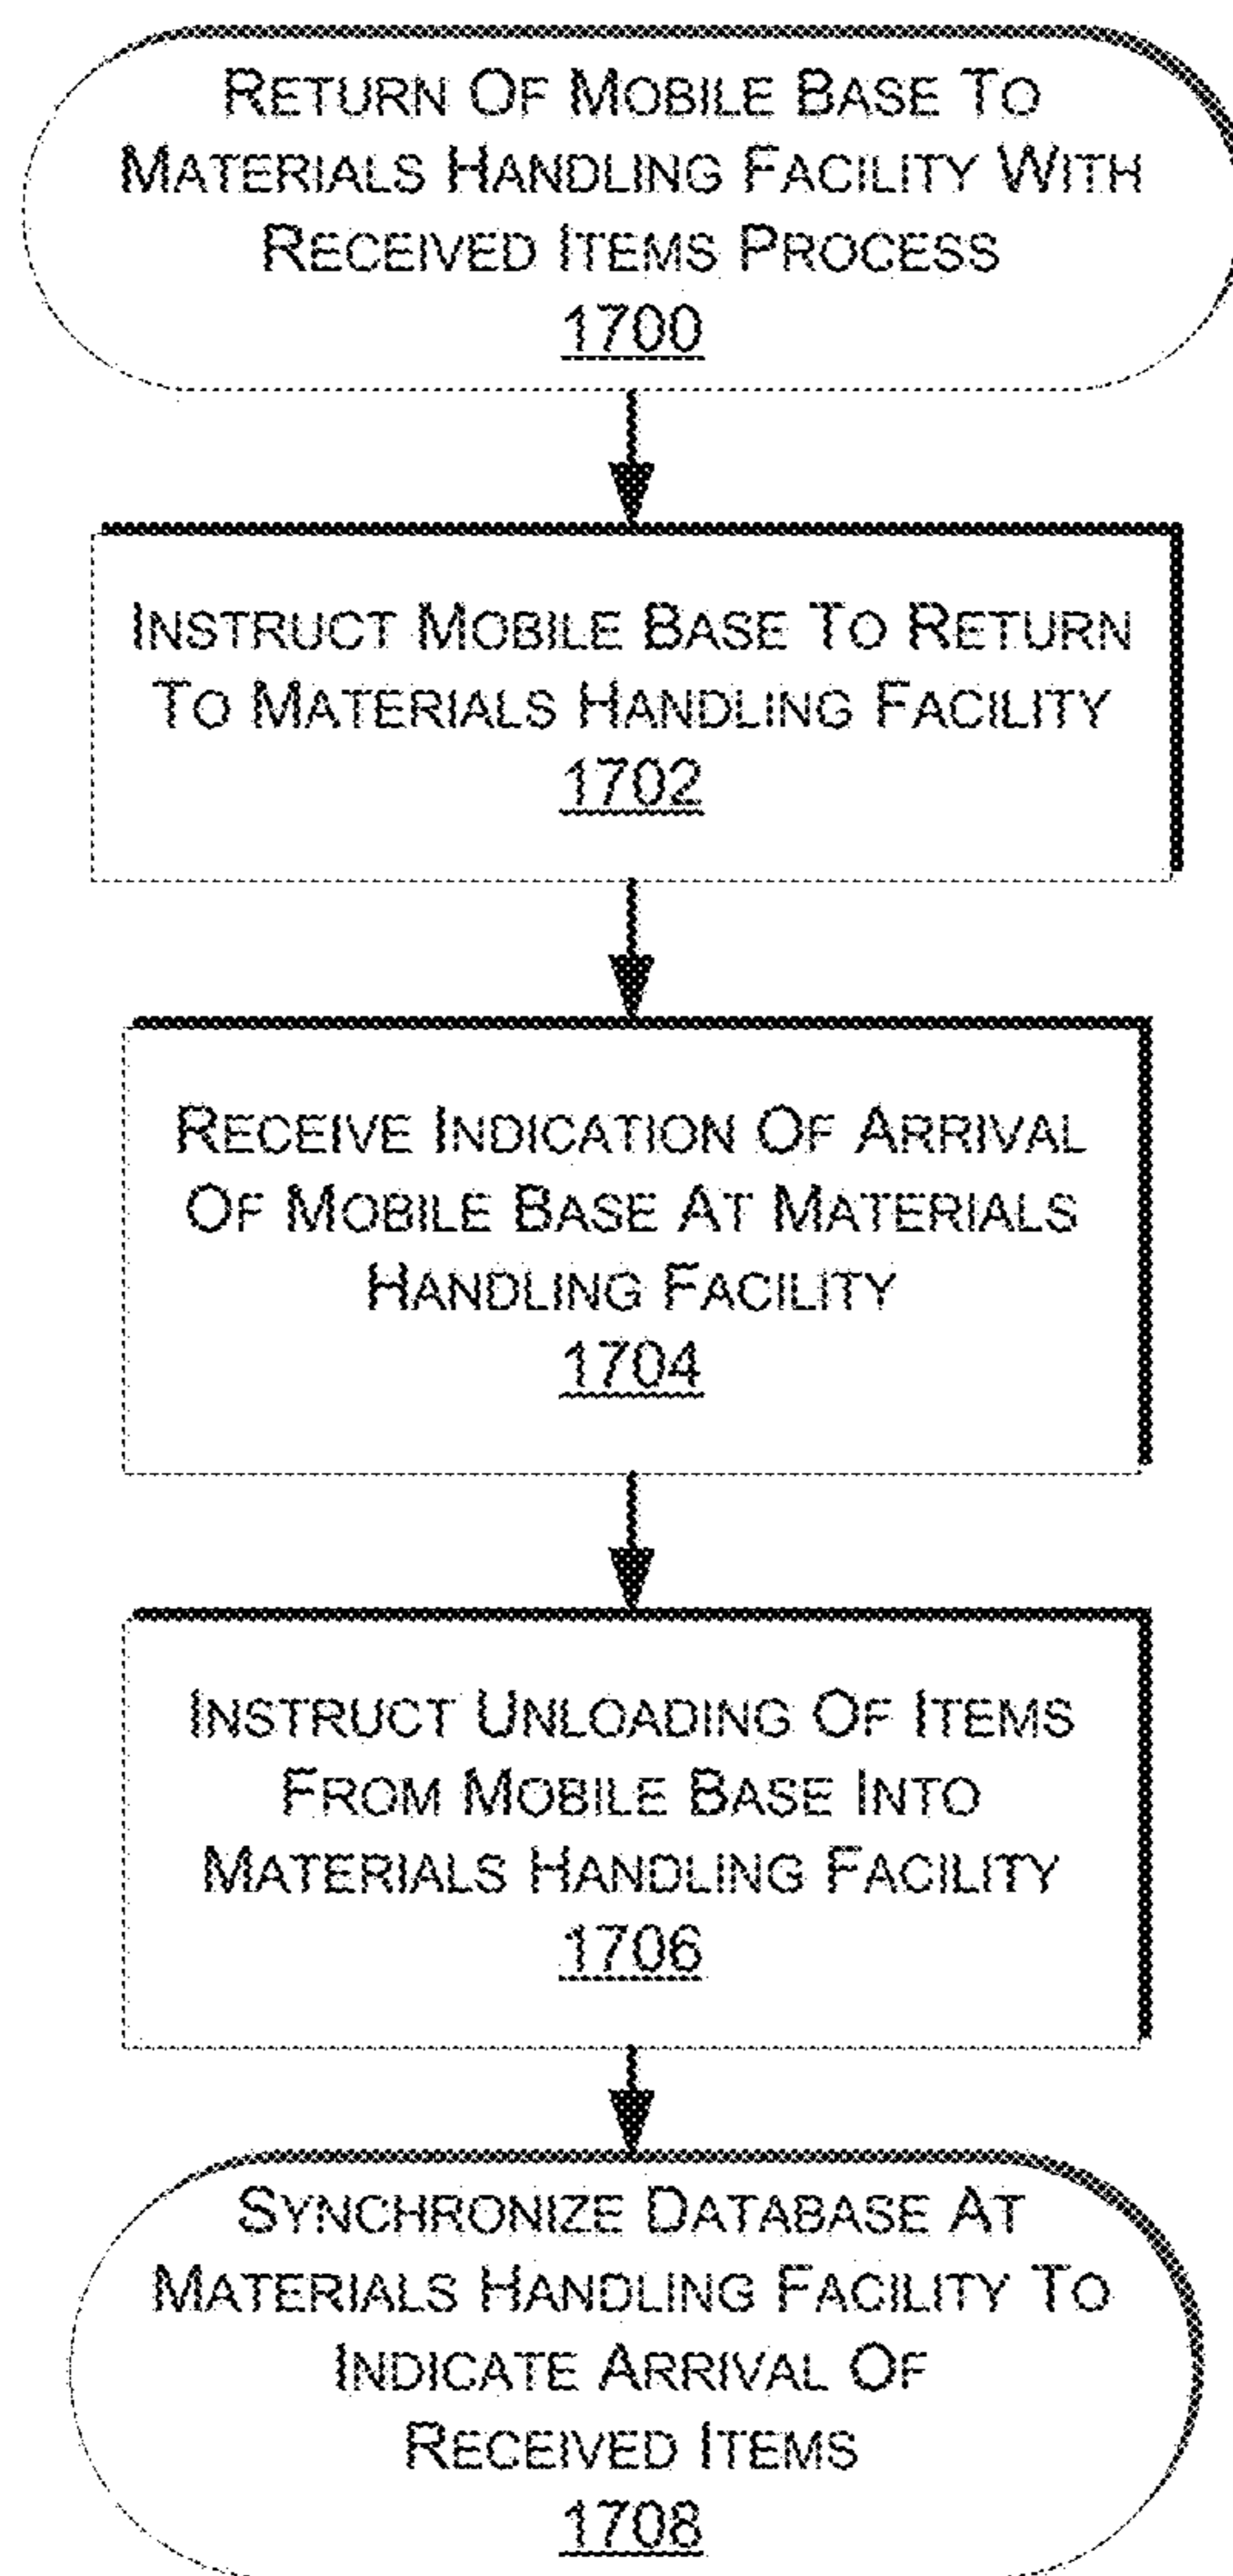 RETURN OF MOBILE BASE TO
MATERIALS HANDLING FACILITY WITH
RECEIVED ITEMS PROCESS
1700
INSTRUCT MOBILE BASE TO RETURN
TO MATERIALS HANDLING FACILITY
1702
RECEIVE INDICATION OF ARRIVAL
OF MOBILE BASE AT MATERIALS
HANDLING FACILITY
1704
INSTRUCT UNLOADING OF ITEMS
FROM MOBILE BASE INTO
MATERIALS HANDLING FACILITY
1706
SYNCHRONIZE DATABASE AT
MATERIALS HANDLING FACILITY TO
INDICATE ARRIVAL OF
RECEIVED ITEMS
1708